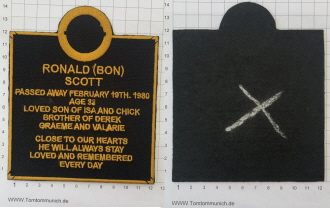 RONALD (BON)
SCOTT
PASSED AWAY FEBRUARY 19TH. 1980
AGE 33
LOVED SON OF ISA AND CHICK
BROTHER OF DEREK
GRAEME AND VALARIE
CLOSE TO OUR HEARTS
HE WILL ALWAYS STAY
LOVED AND REMEMBERED
EVERY DAY
© www.Tomtommunich.de
© www.Tomtommunich.de